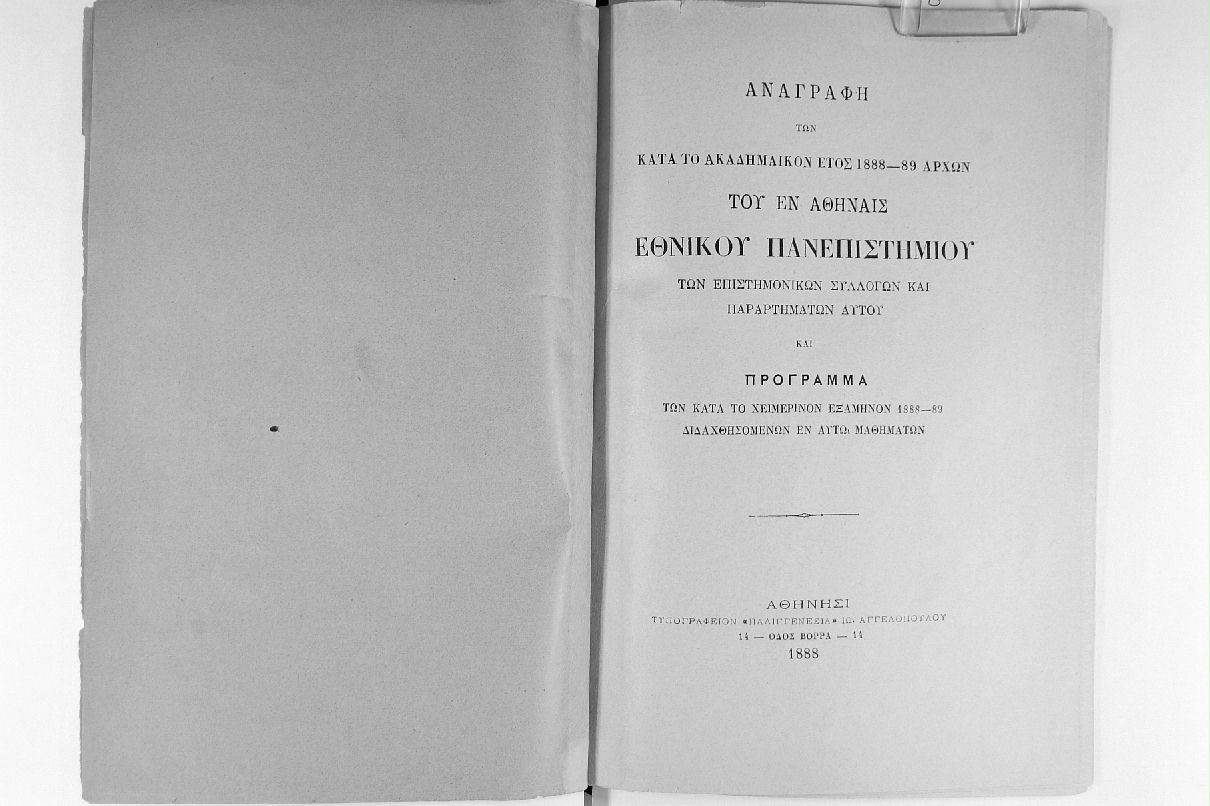 ΑΝΑΓΡΑΦΗ
ΤΩΝ
ΚΑΤΑ ΤΟ ΑΚΑΔΗΜΑΙΚΟΝ ΕΤΟΣ 1888—89 ΑΡΧΩΝ
ΤΟΥ ΕΝ ΑΘΗΝΑΙΣ
ΕΘΝΙΚΟΥ ΠΑΝΕΠΙΣΤΗΜΙΟΥ
ΤΩΝ ΕΠΙΣΤΗΜΟΝΙΚΩΝ ΣΥΛΛΟΓΩΝ ΚΑΙ
ΠΑΡΑΡΤΗΜΑΤΩΝ ΑΥΤΟΥ
ΚΑΙ
ΠΡΟΓΡΑΜΜΑ
ΤΩΝ ΚΑΤΑ ΤΟ ΧΕΙΜΕΡΙΝΟΝ ΕΞΑΜΗΝΟΝ 1888—89
ΔΙΔΑΧΘΗΣΟΜΕΝΩΝ ΕΝ ΑΥΤΩι ΜΑΘΗΜΑΤΩΝ
ΑΘΗΝΗΣΙ
ΤΥΠΟΓΡΑΦΕΙΟΝ «ΠΑΛΙΓΓΕΝΕΣΙΑ» ΙΩ. ΑΓΓΕΛΟΠΟΥΛΟΥ
14 — ΟΔΟΣ ΒΟΡΡΑ — 14
1888